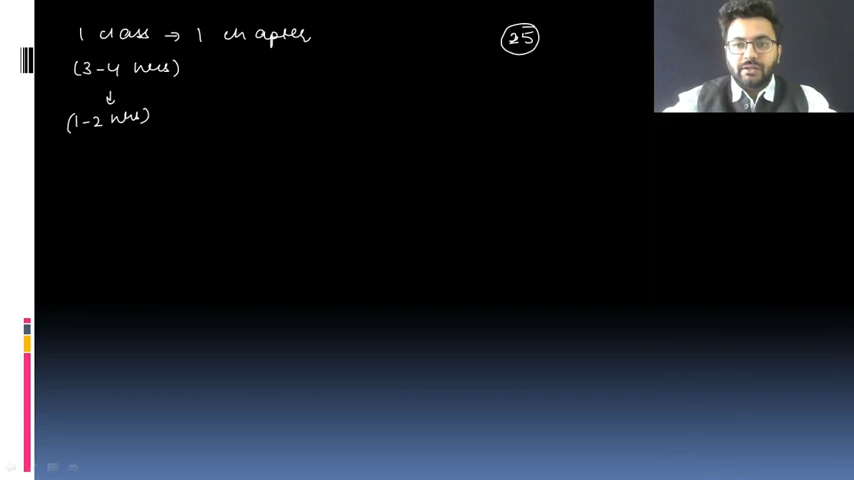 1 class → 1 chapter
25
(3-4 hrs)
↓
(1-2 hrs)